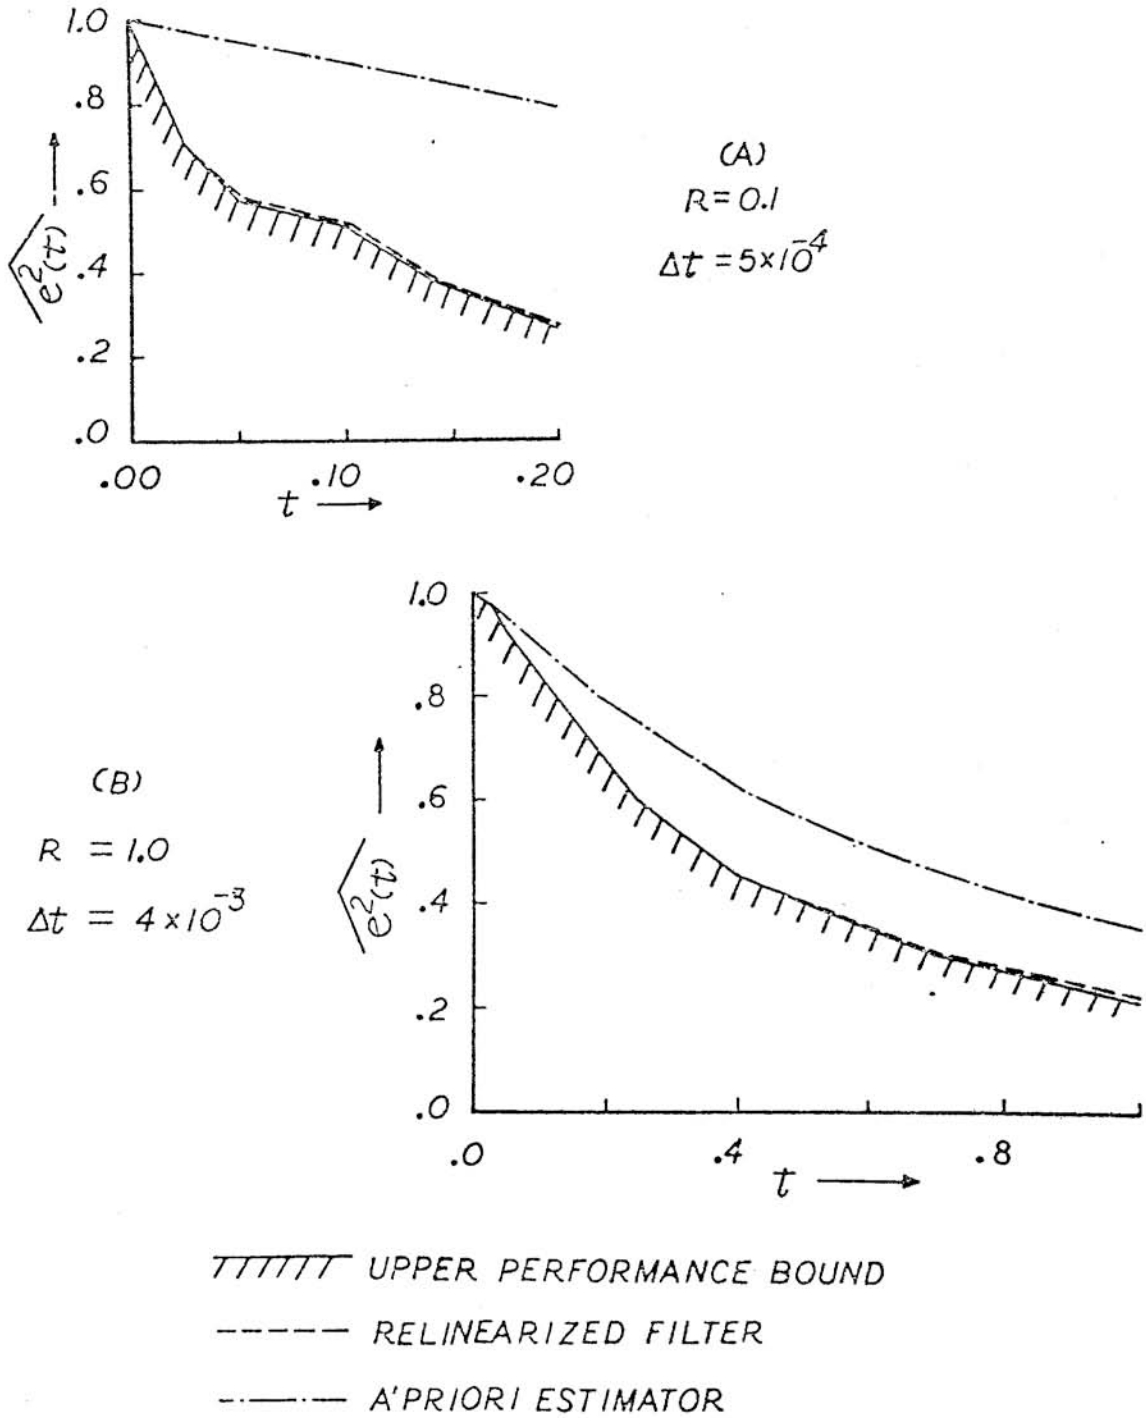 1.0
.8
.6
.4
.2
.0
e²(t)
.00 .10 .20
t
(A)
R = 0.1
Δt = 5×10⁻⁴
1.0
.8
.6
.4
.2
.0
e²(t)
.0 .4 .8
t
(B)
R = 1.0
Δt = 4×10⁻³
UPPER PERFORMANCE BOUND
RELINEARIZED FILTER
A'PRIORI ESTIMATOR